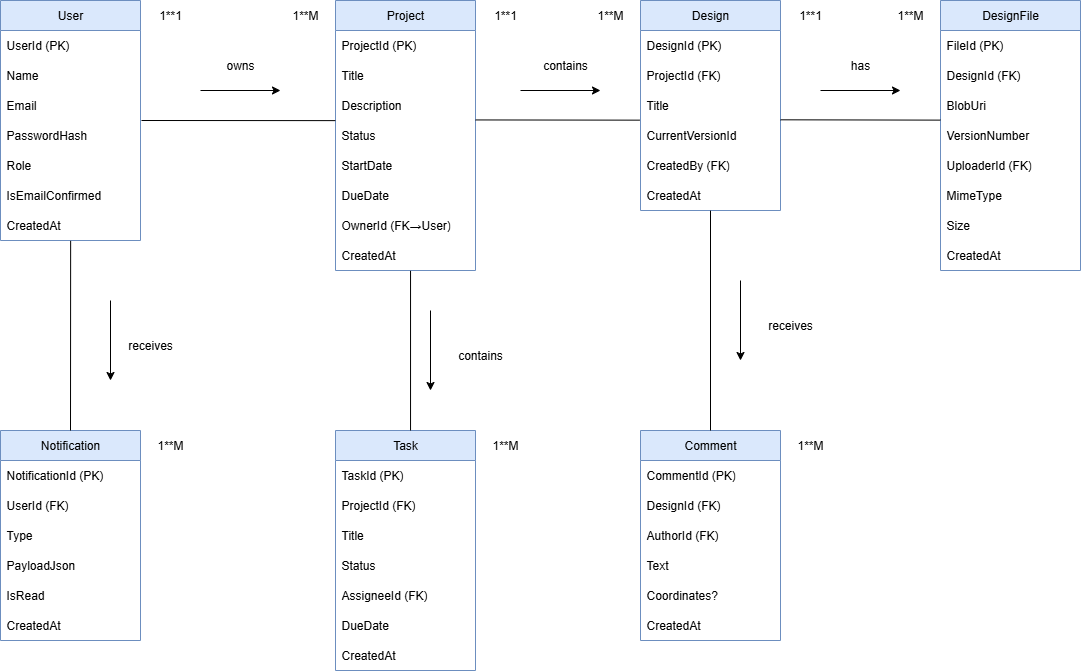 User
1**1
1**M
Project
1**1
1**M
Design
1**1
1**M
DesignFile
UserId (PK)
Name
Email
PasswordHash
Role
IsEmailConfirmed
CreatedAt
owns
ProjectId (PK)
Title
Description
Status
StartDate
DueDate
OwnerId (FK→User)
CreatedAt
contains
DesignId (PK)
ProjectId (FK)
Title
CurrentVersionId
CreatedBy (FK)
CreatedAt
has
FileId (PK)
DesignId (FK)
BlobUri
VersionNumber
UploaderId (FK)
MimeType
Size
CreatedAt
receives
contains
receives
Notification
1**M
NotificationId (PK)
UserId (FK)
Type
PayloadJson
IsRead
CreatedAt
Task
1**M
TaskId (PK)
ProjectId (FK)
Title
Status
AssigneeId (FK)
DueDate
CreatedAt
Comment
1**M
CommentId (PK)
DesignId (FK)
AuthorId (FK)
Text
Coordinates?
CreatedAt